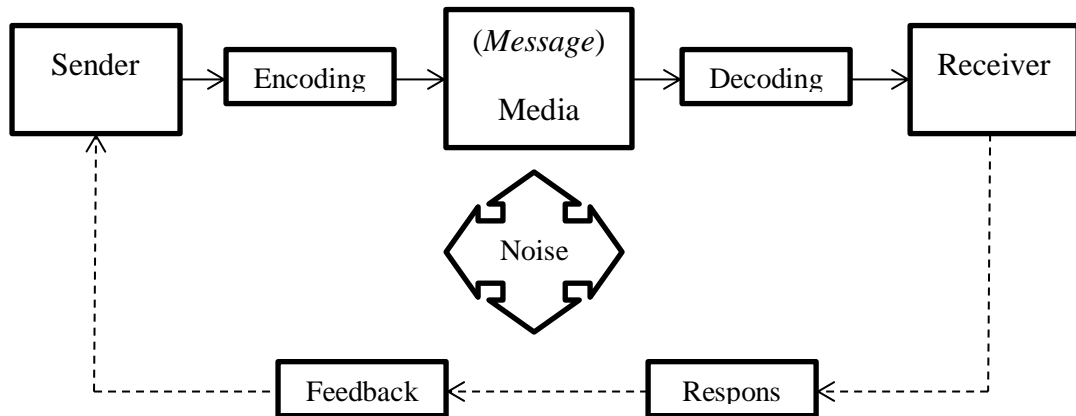 Sender
Encoding
(Message)
Media
Decoding
Receiver
Noise
Feedback
Respons